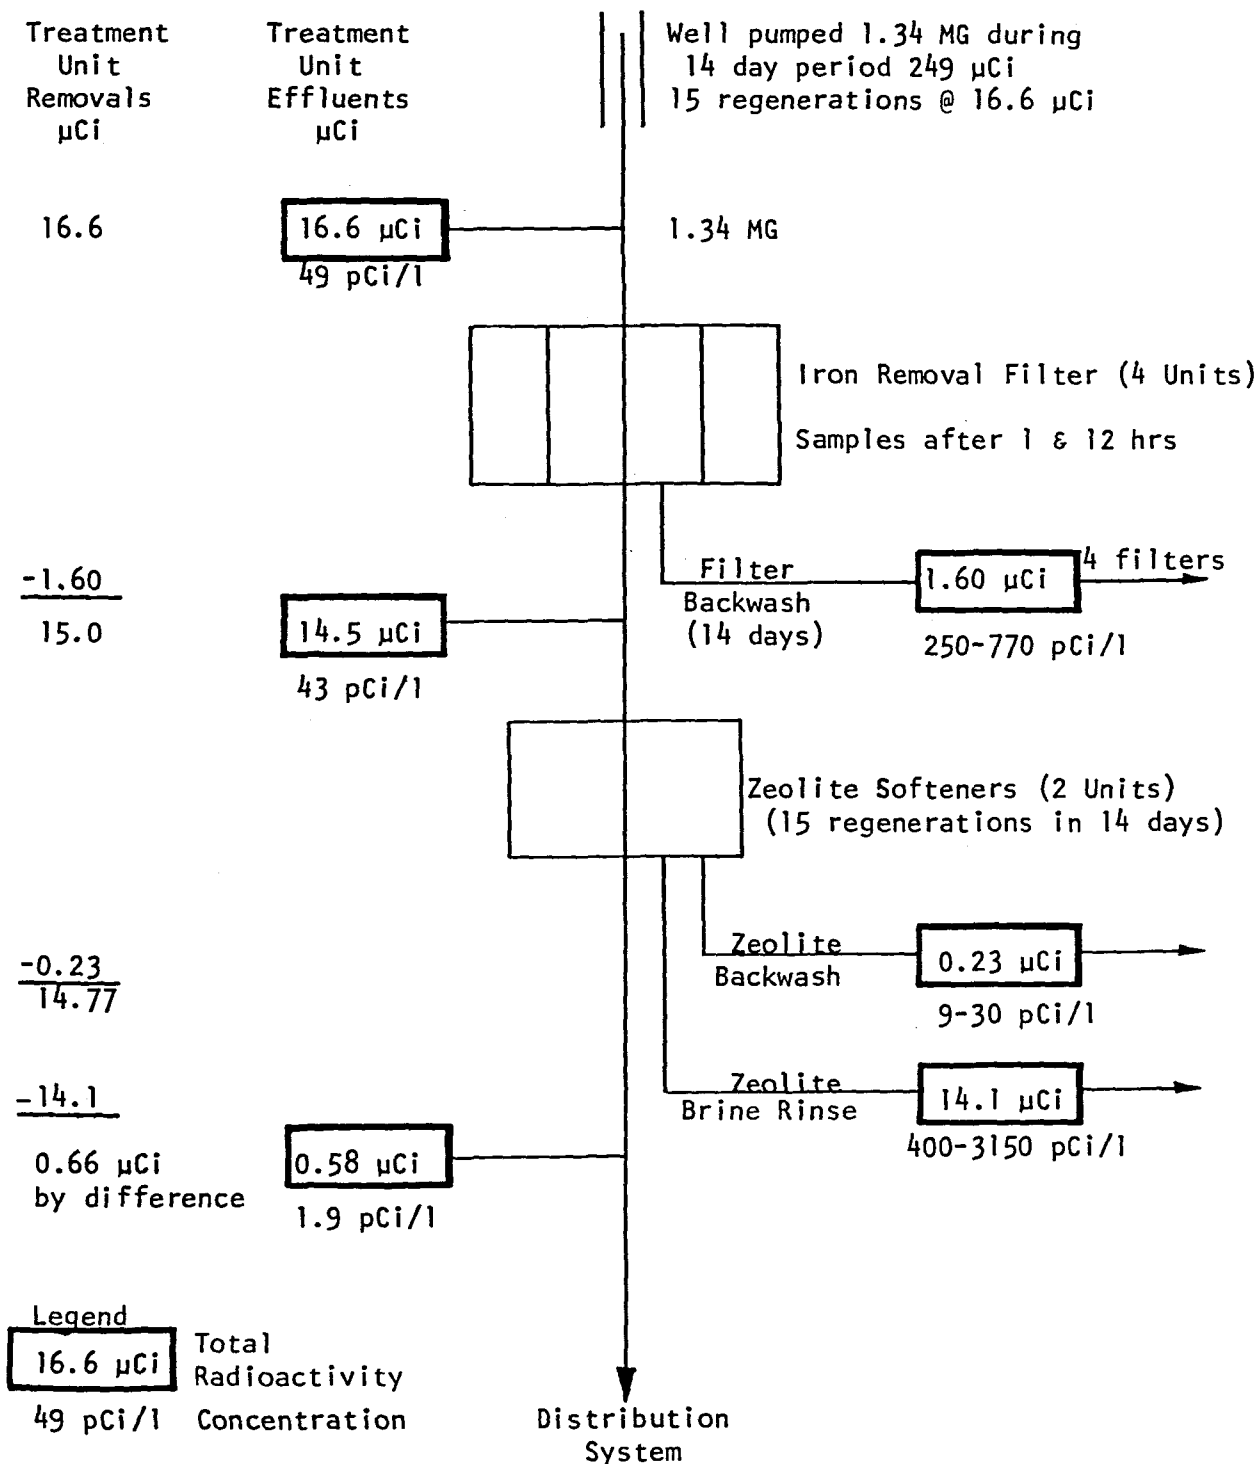 Treatment
Unit
Removals
µCi
Treatment
Unit
Effluents
µCi
Well pumped 1.34 MG during
14 day period 249 µCi
15 regenerations @ 16.6 µCi
16.6
16.6 µCi
49 pCi/l
1.34 MG
Iron Removal Filter (4 Units)
Samples after 1 & 12 hrs
-1.60
15.0
14.5 µCi
43 pCi/l
Filter
Backwash
(14 days)
1.60 µCi
4 filters
250-770 pCi/l
Zeolite Softeners (2 Units)
(15 regenerations in 14 days)
-0.23
14.77
Zeolite
Backwash
0.23 µCi
9-30 pCi/l
-14.1
0.66 µCi
by difference
0.58 µCi
1.9 pCi/l
Zeolite
Brine Rinse
14.1 µCi
400-3150 pCi/l
Legend
16.6 µCi
Total
Radioactivity
49 pCi/l
Concentration
Distribution
System